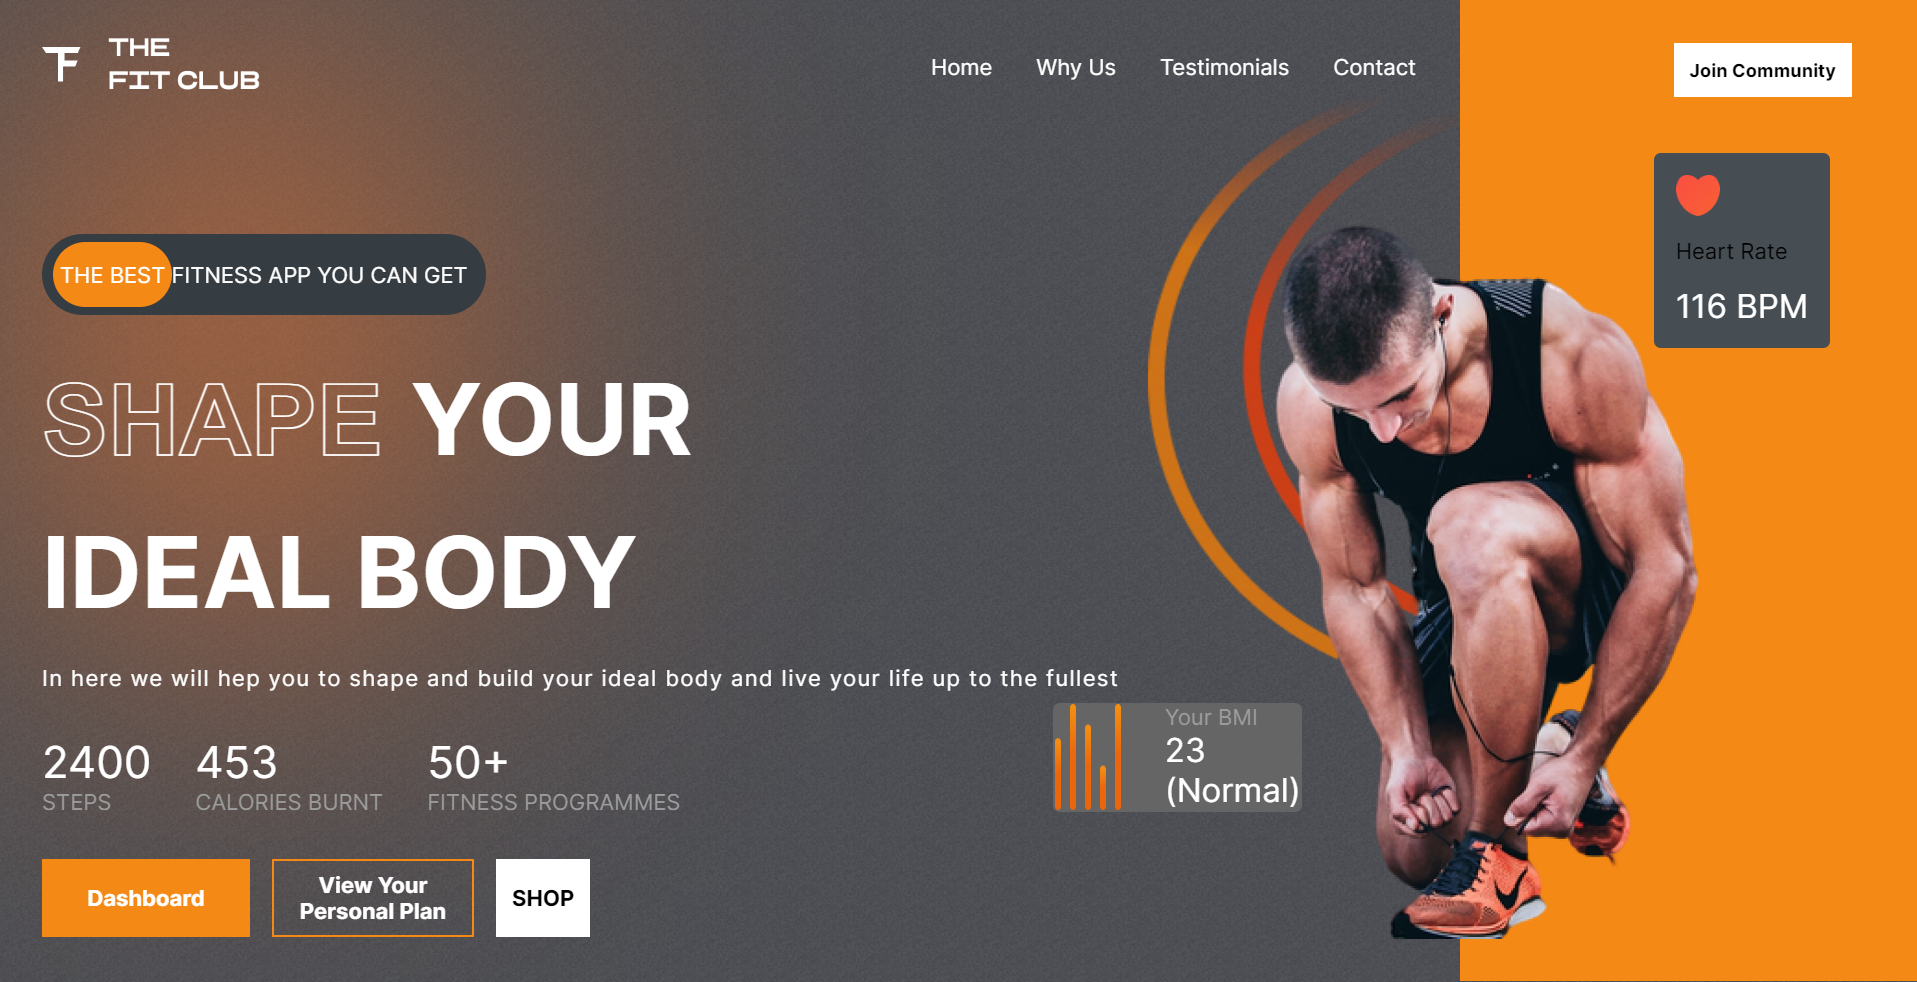 THE
FIT CLUB
Home
Why Us
Testimonials
Contact
Join Community
Heart Rate
116 BPM
THE BEST FITNESS APP YOU CAN GET
SHAPE YOUR
IDEAL BODY
In here we will hep you to shape and build your ideal body and live your life up to the fullest
2400
STEPS
453
CALORIES BURNT
50+
FITNESS PROGRAMMES
Your BMI
23
(Normal)
Dashboard
View Your
Personal Plan
SHOP